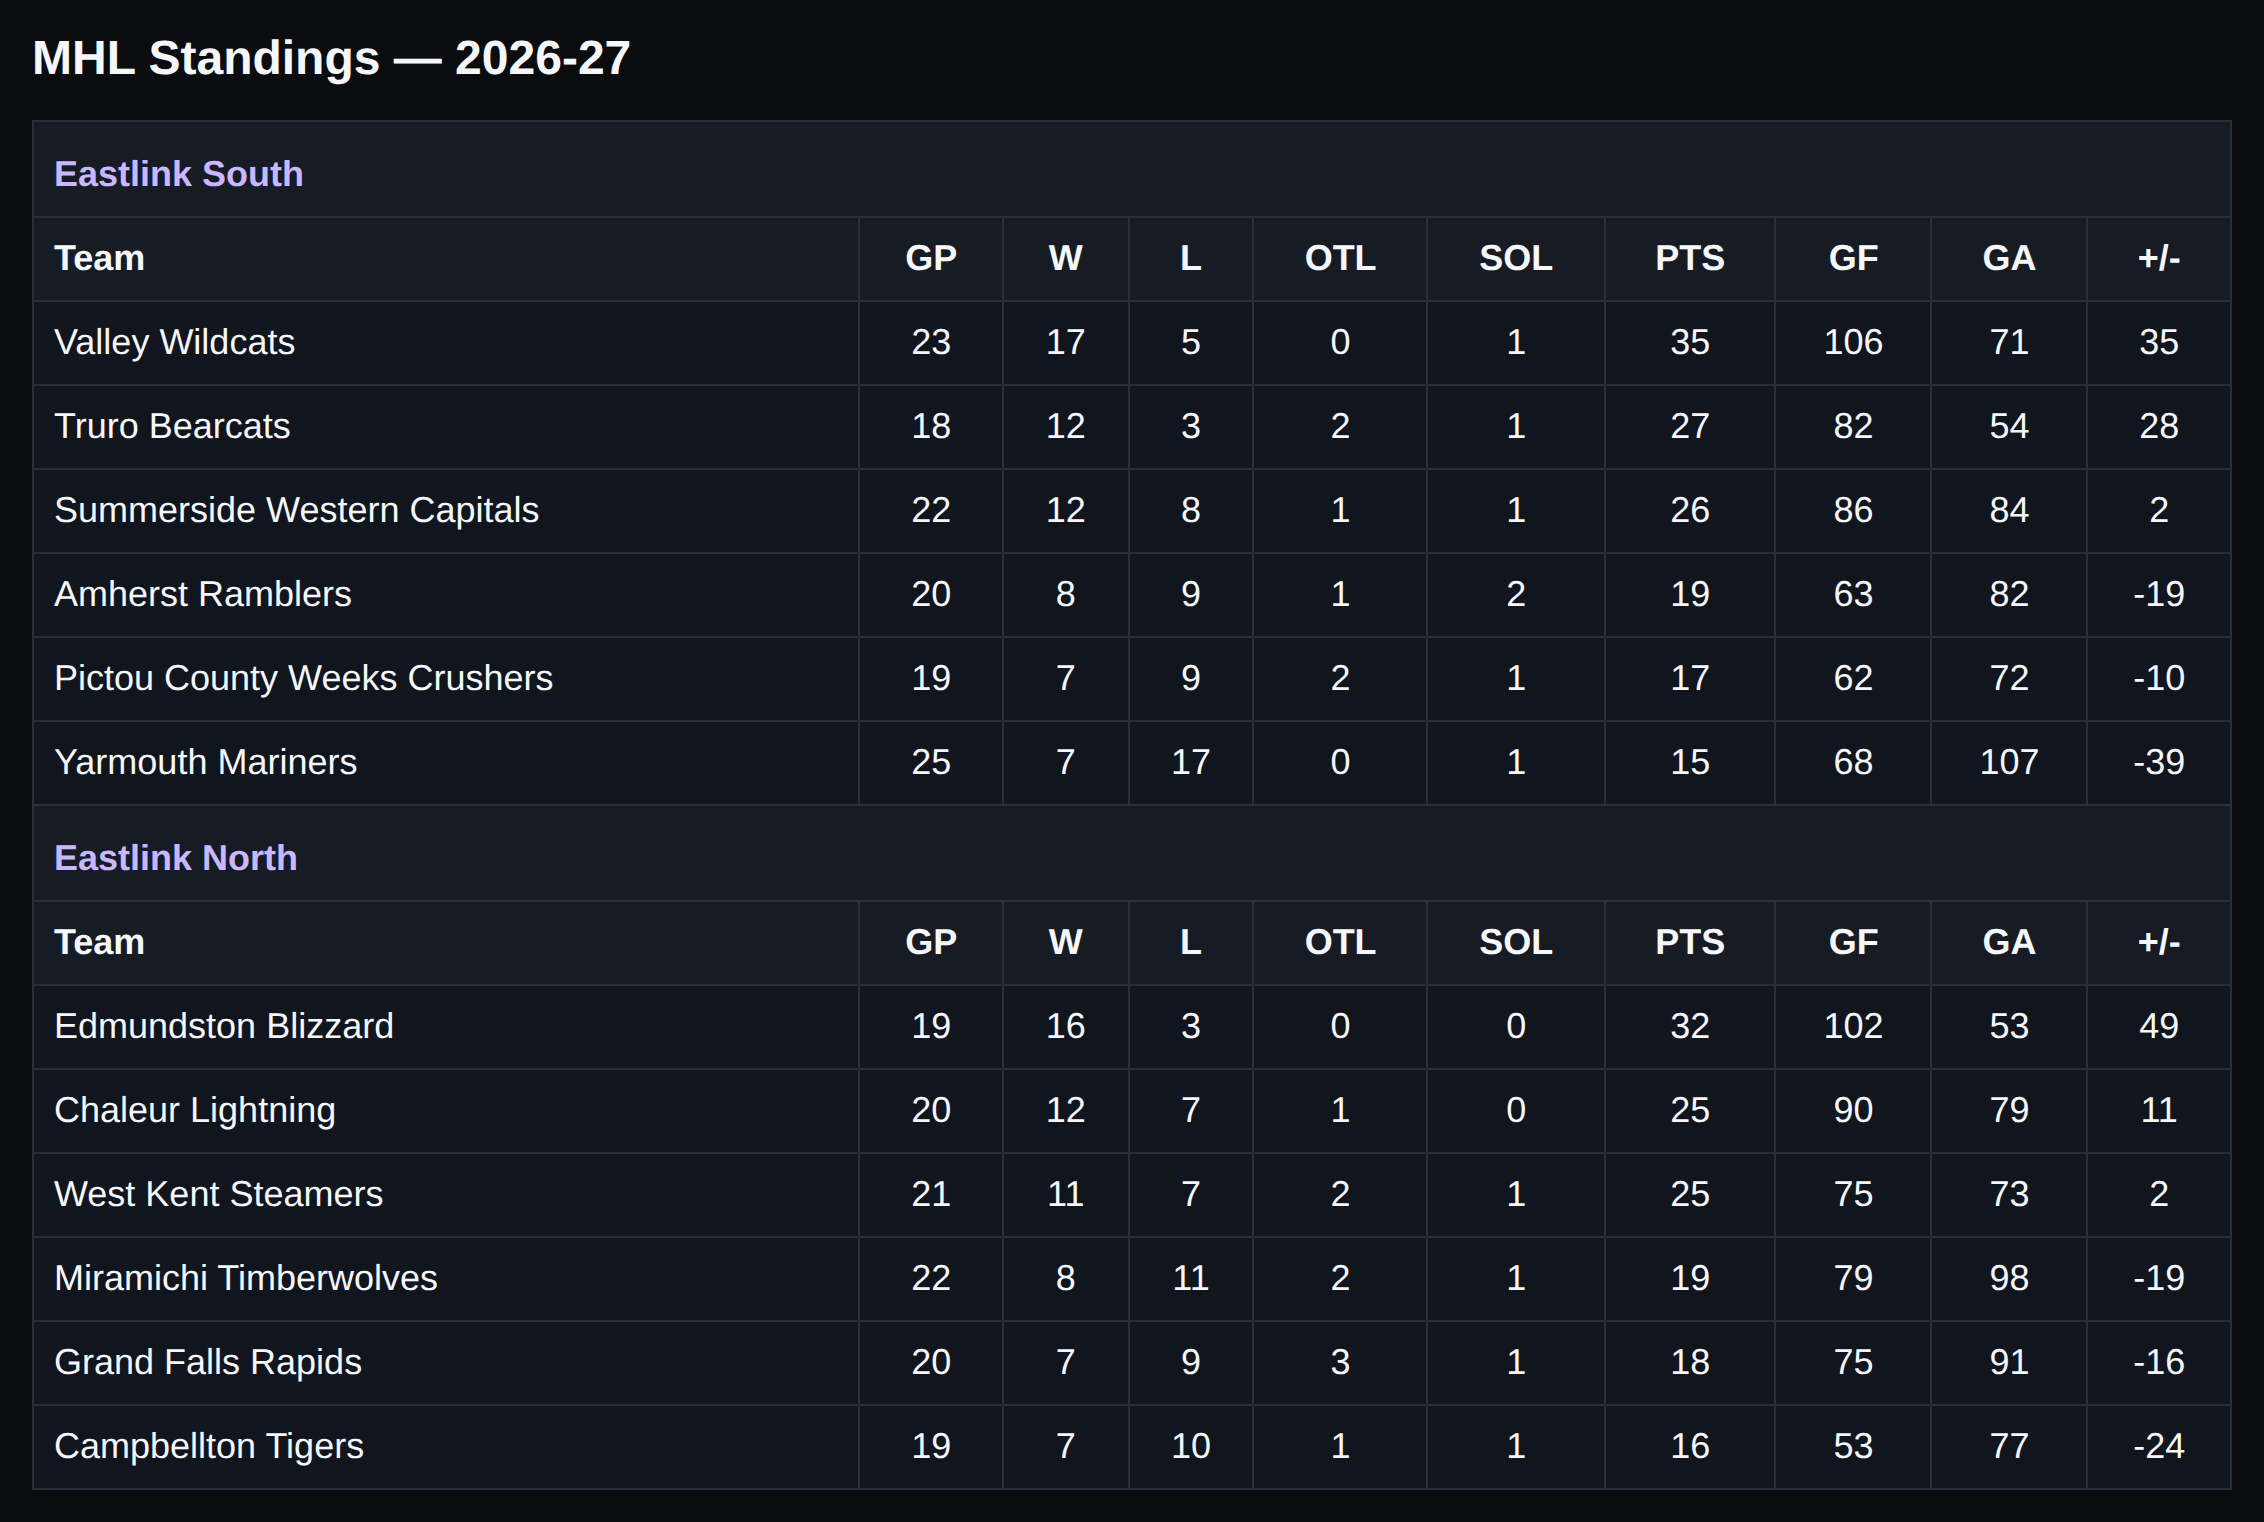 MHL Standings — 2026-27
Eastlink South
Team GP W L OTL SOL PTS GF GA +/-
Valley Wildcats 23 17 5 0 1 35 106 71 35
Truro Bearcats 18 12 3 2 1 27 82 54 28
Summerside Western Capitals 22 12 8 1 1 26 86 84 2
Amherst Ramblers 20 8 9 1 2 19 63 82 -19
Pictou County Weeks Crushers 19 7 9 2 1 17 62 72 -10
Yarmouth Mariners 25 7 17 0 1 15 68 107 -39
Eastlink North
Team GP W L OTL SOL PTS GF GA +/-
Edmundston Blizzard 19 16 3 0 0 32 102 53 49
Chaleur Lightning 20 12 7 1 0 25 90 79 11
West Kent Steamers 21 11 7 2 1 25 75 73 2
Miramichi Timberwolves 22 8 11 2 1 19 79 98 -19
Grand Falls Rapids 20 7 9 3 1 18 75 91 -16
Campbellton Tigers 19 7 10 1 1 16 53 77 -24